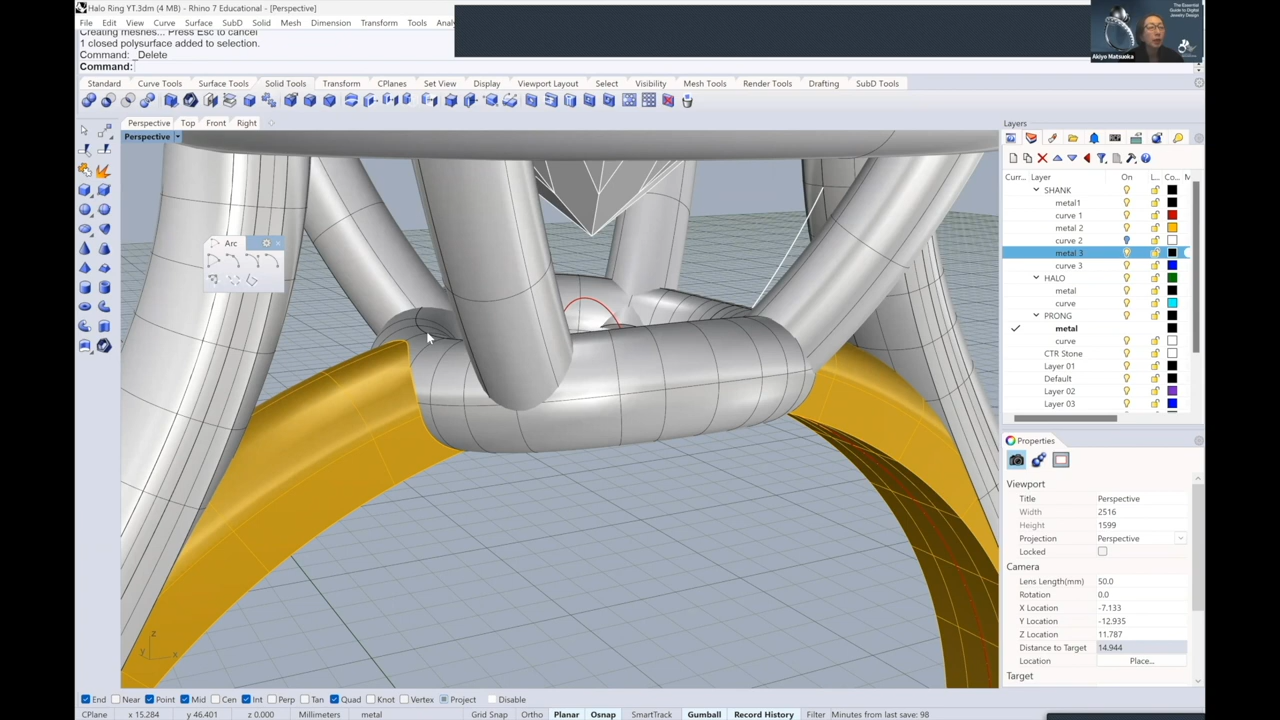 Halo Ring YT.3dm (4 MB) - Rhino 7 Educational - [Perspective]
File Edit View Curve Surface SubD Solid Mesh Dimension Transform Tools
Creating meshes... Press Esc to cancel
1 closed polysurface added to selection.
Command: _Delete
Command:
The Essential
Guide to Digital
Jewelry Design
Akiyo Matsuoka
Standard Curve Tools Surface Tools Solid Tools Transform CPlanes Set View Display Viewport Layout Select Visibility Mesh Tools Render Tools Drafting SubD Tools
Perspective Top Front Right
Perspective
Arc
z
y x
Layers
Curr... Layer On L... Co... M
SHANK
metal1
curve 1
metal 2
curve 2
metal 3
curve 3
HALO
metal
curve
PRONG
metal
curve
CTR Stone
Layer 01
Default
Layer 02
Layer 03
Properties
Viewport
Title Perspective
Width 2516
Height 1599
Projection Perspective
Locked
Camera
Lens Length(mm) 50.0
Rotation 0.0
X Location -7.133
Y Location -12.935
Z Location 11.787
Distance to Target 14.944
Location Place...
Target
End Near Point Mid Cen Int Perp Tan Quad Knot Vertex Project Disable
CPlane x 15.284 y 46.401 z 0.000 Millimeters metal Grid Snap Ortho Planar Osnap SmartTrack Gumball Record History Filter Minutes from last save: 98